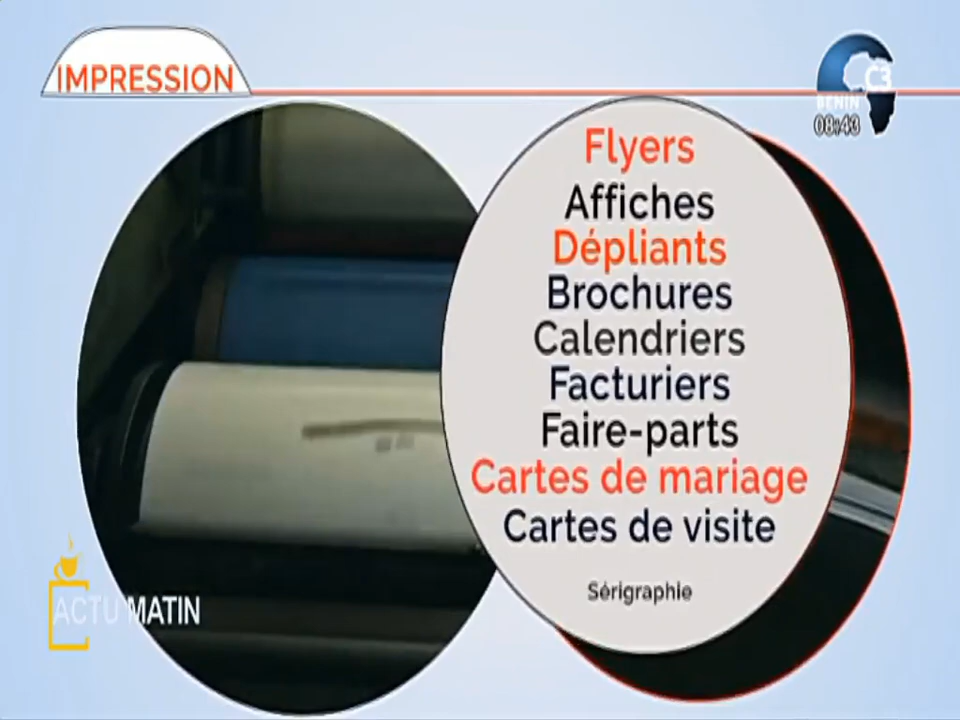 IMPRESSION
C3
BENIN
08:43
Flyers
Affiches
Dépliants
Brochures
Calendriers
Facturiers
Faire-parts
Cartes de mariage
Cartes de visite
Sérigraphie
ACTU MATIN